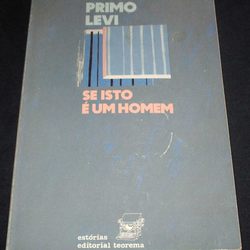 PRIMO
LEVI
SE ISTO
É UM HOMEM
estórias
editorial teorema